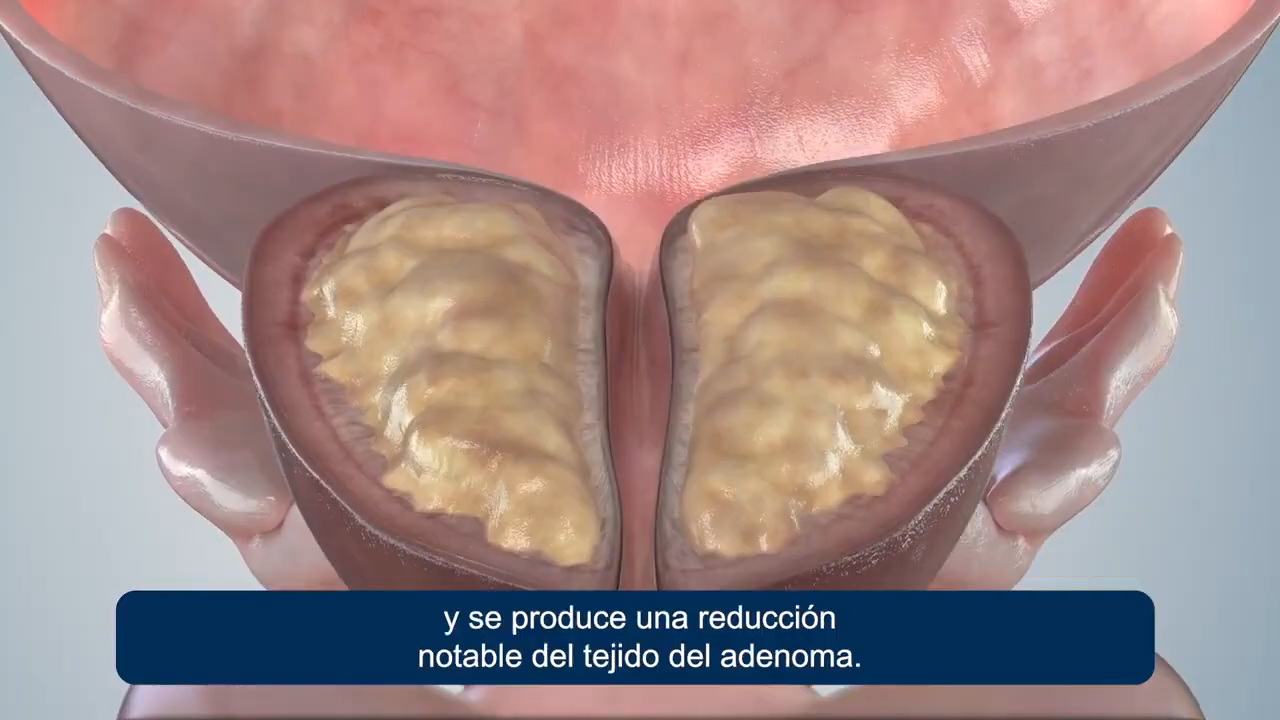 y se produce una reducción
notable del tejido del adenoma.